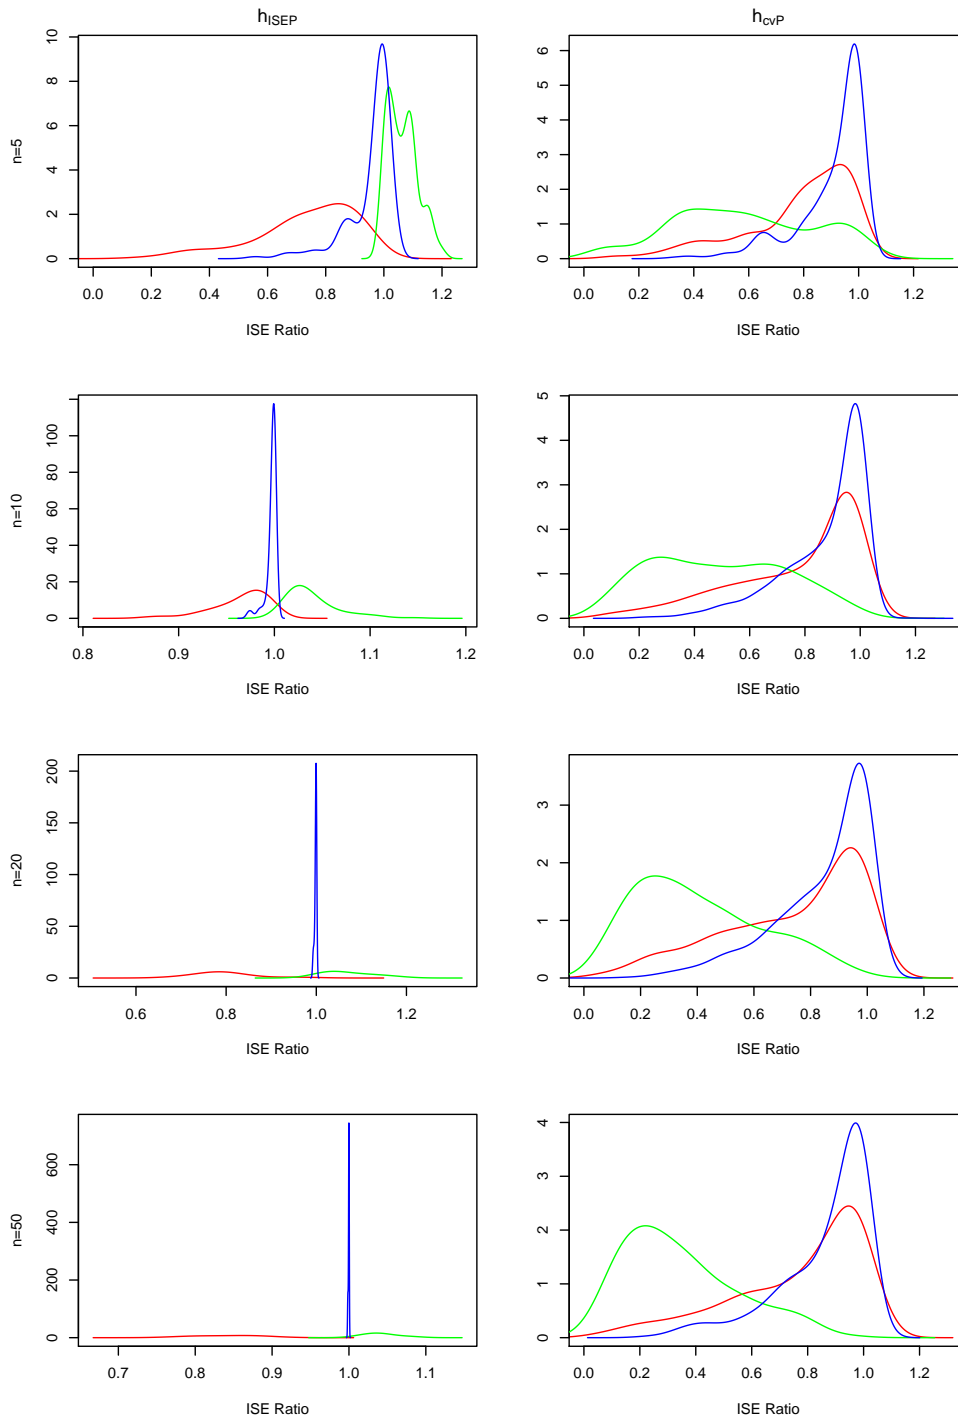 h_ISEP
h_cvP
n=5
0 2 4 6 8 10
0.0 0.2 0.4 0.6 0.8 1.0 1.2
ISE Ratio
0 1 2 3 4 5 6
0.0 0.2 0.4 0.6 0.8 1.0 1.2
ISE Ratio
n=10
0 20 40 60 80 100
0.8 0.9 1.0 1.1 1.2
ISE Ratio
0 1 2 3 4 5
0.0 0.2 0.4 0.6 0.8 1.0 1.2
ISE Ratio
n=20
0 50 100 150 200
0.6 0.8 1.0 1.2
ISE Ratio
0 1 2 3
0.0 0.2 0.4 0.6 0.8 1.0 1.2
ISE Ratio
n=50
0 200 400 600
0.7 0.8 0.9 1.0 1.1
ISE Ratio
0 1 2 3 4
0.0 0.2 0.4 0.6 0.8 1.0 1.2
ISE Ratio